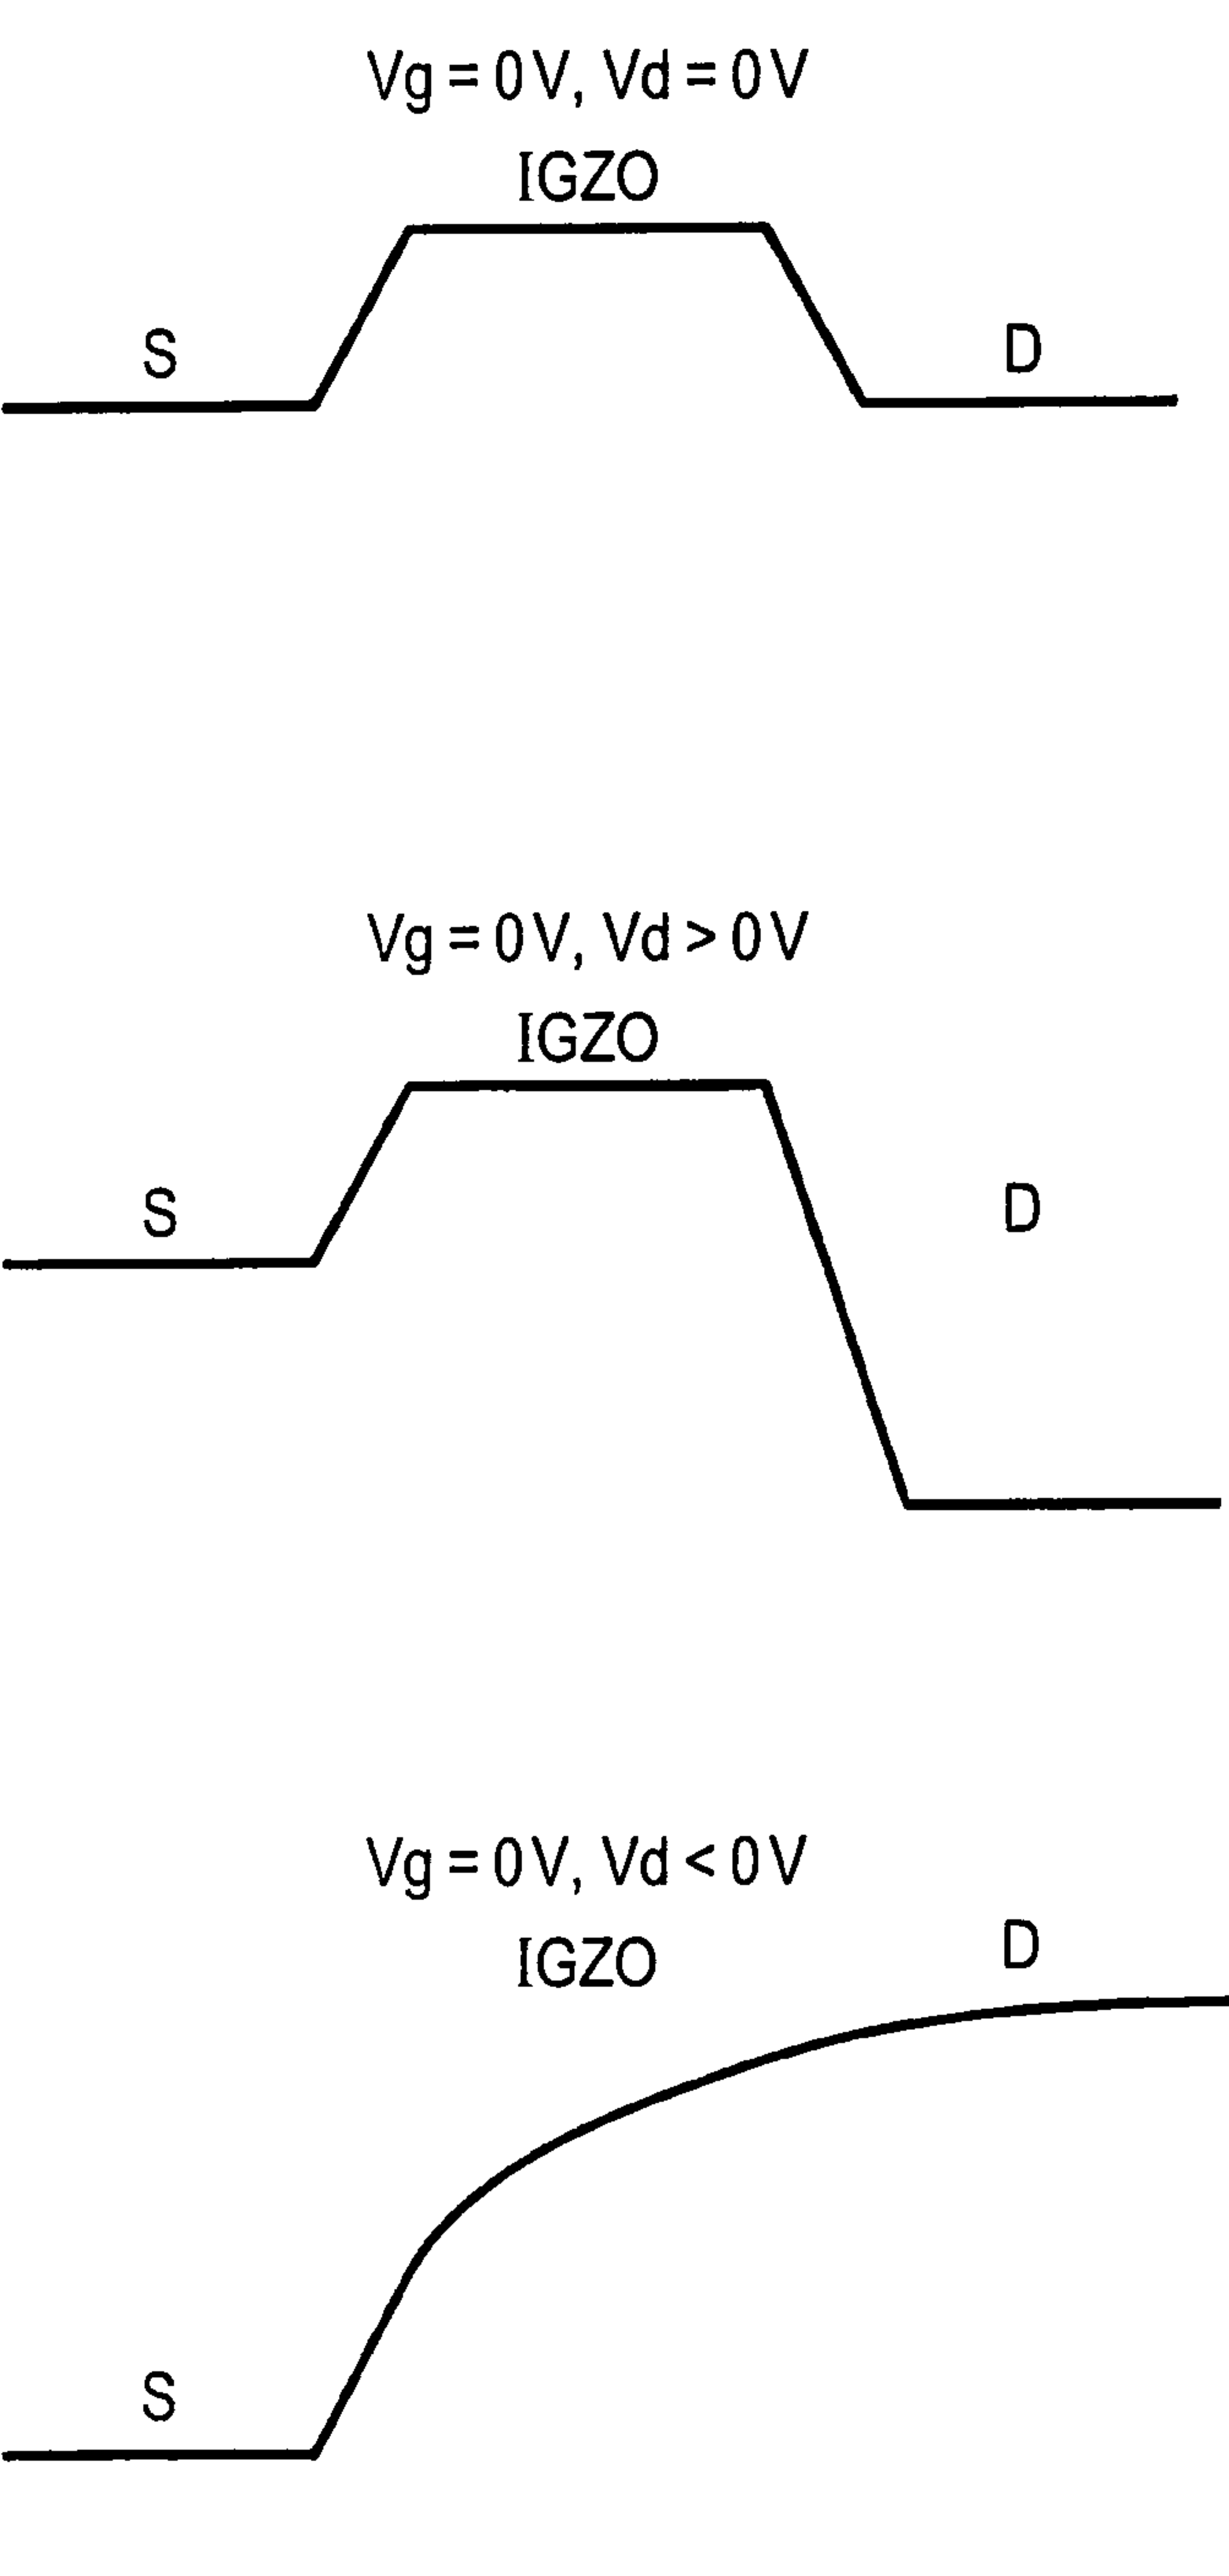 Vg = 0 V, Vd = 0 V
IGZO
S
D
Vg = 0 V, Vd > 0 V
IGZO
S
D
Vg = 0 V, Vd < 0 V
IGZO
D
S